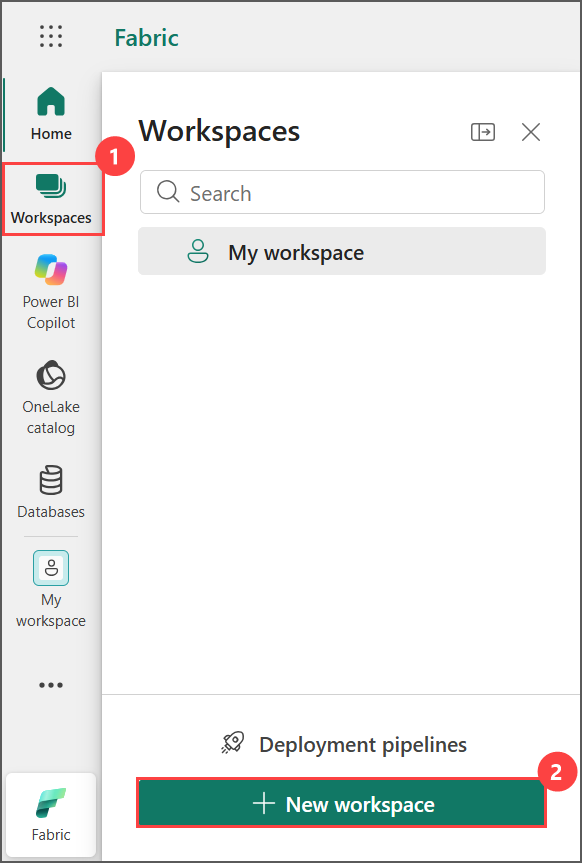 Fabric
Home
Workspaces
Power BI
Copilot
OneLake
catalog
Databases
My
workspace
Fabric
Workspaces
1
Search
My workspace
Deployment pipelines
2
New workspace